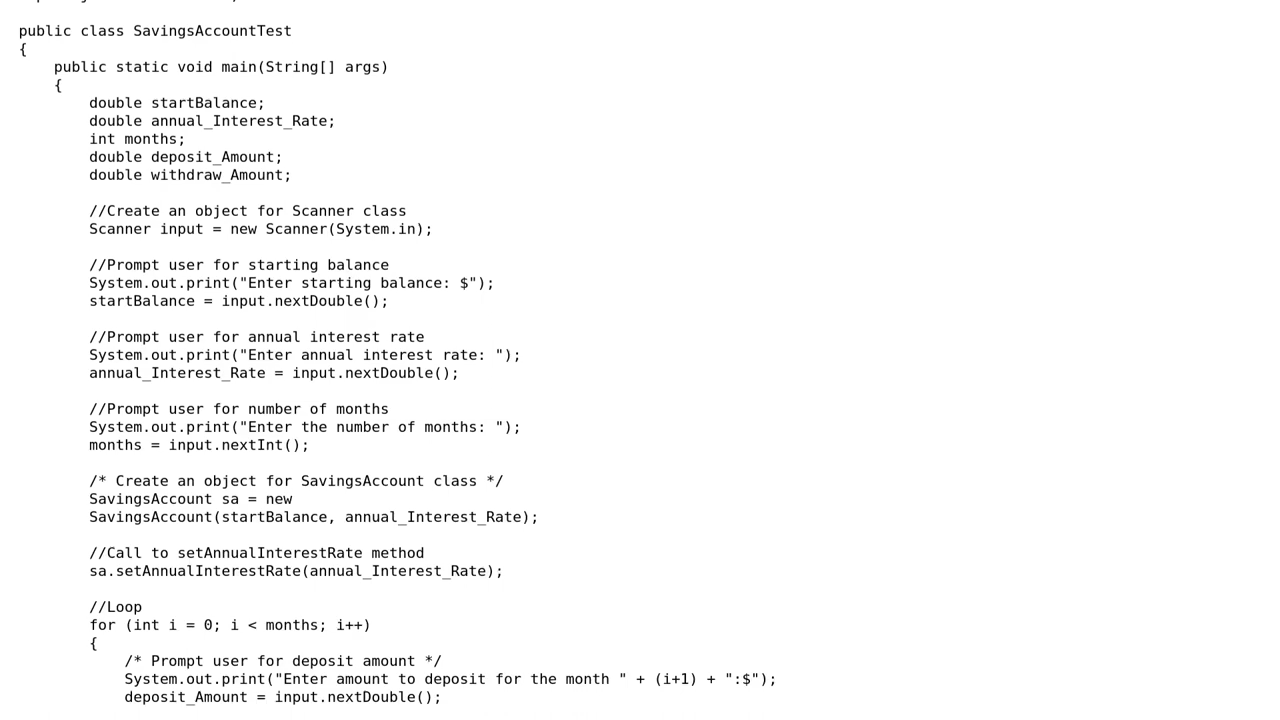 public class SavingsAccountTest
{
    public static void main(String[] args)
    {
        double startBalance;
        double annual_Interest_Rate;
        int months;
        double deposit_Amount;
        double withdraw_Amount;

        //Create an object for Scanner class
        Scanner input = new Scanner(System.in);

        //Prompt user for starting balance
        System.out.print("Enter starting balance: $");
        startBalance = input.nextDouble();

        //Prompt user for annual interest rate
        System.out.print("Enter annual interest rate: ");
        annual_Interest_Rate = input.nextDouble();

        //Prompt user for number of months
        System.out.print("Enter the number of months: ");
        months = input.nextInt();

        /* Create an object for SavingsAccount class */
        SavingsAccount sa = new
        SavingsAccount(startBalance, annual_Interest_Rate);

        //Call to setAnnualInterestRate method
        sa.setAnnualInterestRate(annual_Interest_Rate);

        //Loop
        for (int i = 0; i < months; i++)
        {
            /* Prompt user for deposit amount */
            System.out.print("Enter amount to deposit for the month " + (i+1) + ":$");
            deposit_Amount = input.nextDouble();